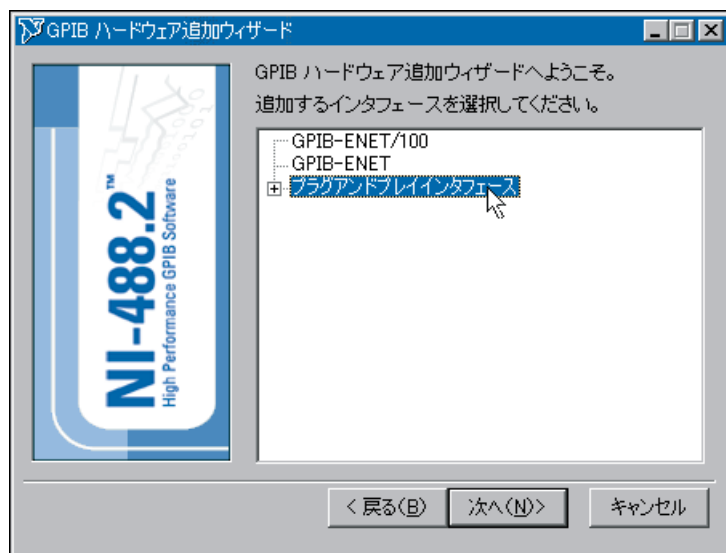 GPIB ハードウェア追加ウィザード
GPIB ハードウェア追加ウィザードへようこそ。
追加するインタフェースを選択してください。
GPIB-ENET/100
GPIB-ENET
プラグアンドプレイインタフェース
NI-488.2™
High Performance GPIB Software
< 戻る(B)
次へ(N)>
キャンセル